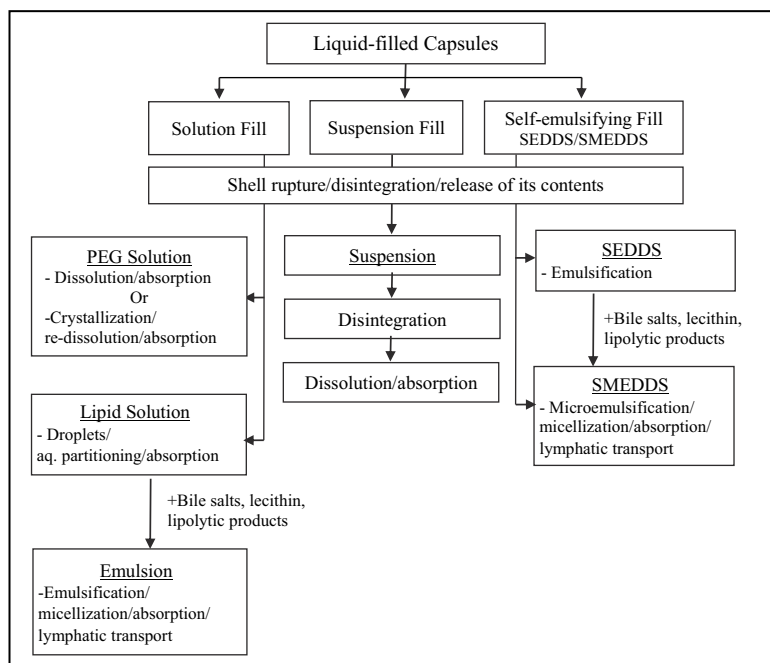 Liquid-filled Capsules
Solution Fill
Suspension Fill
Self-emulsifying Fill
SEDDS/SMEDDS
Shell rupture/disintegration/release of its contents
PEG Solution
- Dissolution/absorption
Or
-Crystallization/
re-dissolution/absorption
Suspension
Disintegration
Dissolution/absorption
SEDDS
- Emulsification
+Bile salts, lecithin,
lipolytic products
SMEDDS
- Microemulsification/
micellization/absorption/
lymphatic transport
Lipid Solution
- Droplets/
aq. partitioning/absorption
+Bile salts, lecithin,
lipolytic products
Emulsion
-Emulsification/
micellization/absorption/
lymphatic transport